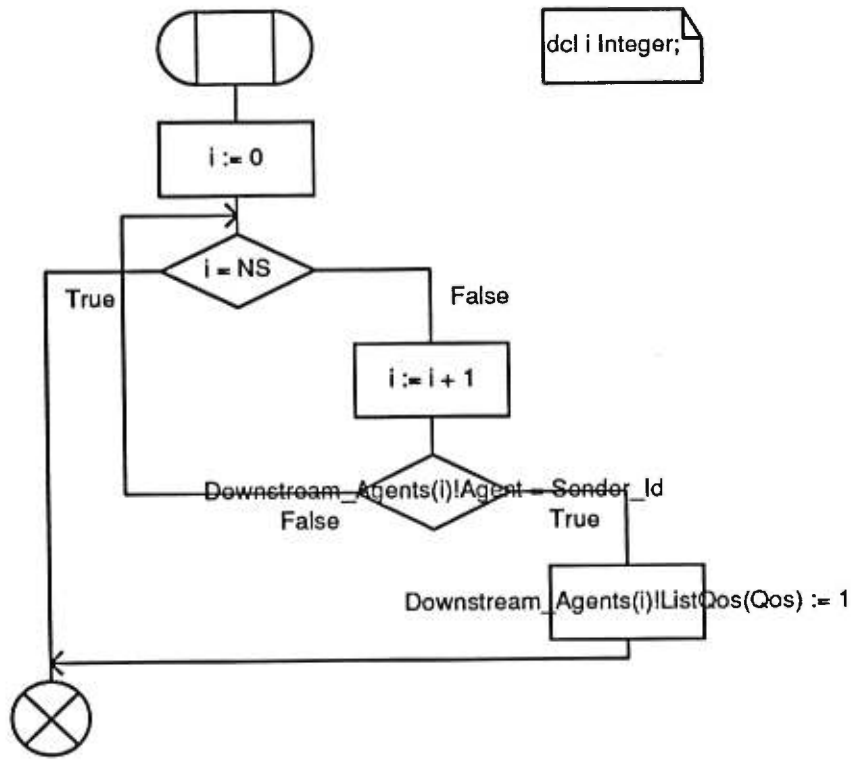 dcl i Integer;
i := 0
i = NS
True
False
i := i + 1
Downstream_Agents(i)!Agent = Sender_Id
False
True
Downstream_Agents(i)!ListQos(Qos) := 1